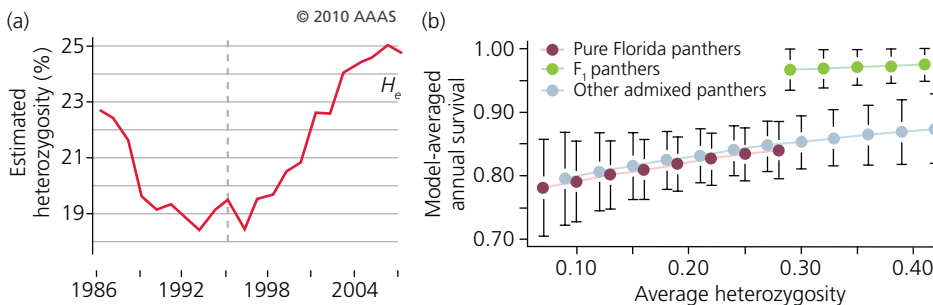 (a)
© 2010 AAAS
Estimated
heterozygosity (%)
25
23
21
19
He
1986
1992
1998
2004
(b)
Model-averaged
annual survival
1.00
0.90
0.80
0.70
Pure Florida panthers
F1 panthers
Other admixed panthers
0.10
0.20
0.30
0.40
Average heterozygosity